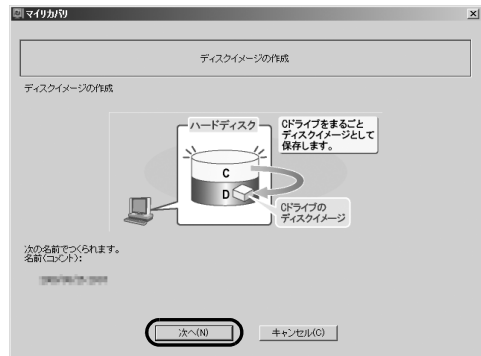 マイリカバリ
ディスクイメージの作成
ディスクイメージの作成
ハードディスク
Cドライブをまるごと
ディスクイメージとして
保存します。
C
D
Cドライブの
ディスクイメージ
次の名前でつくられます。
名前(コメント):
次へ(N)
キャンセル(C)